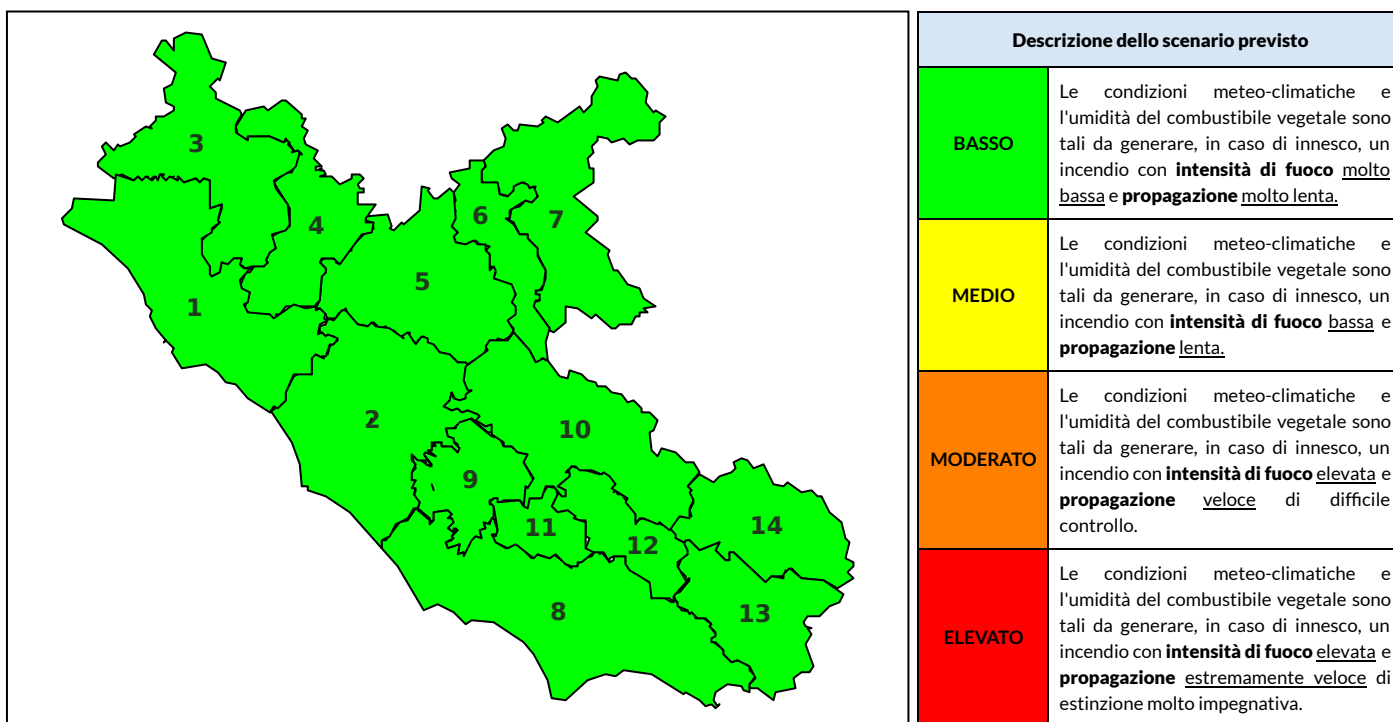 3
4
6
7
5
1
2
10
9
11
12
14
8
13
Descrizione dello scenario previsto
BASSO
Le condizioni meteo-climatiche e
l'umidità del combustibile vegetale sono
tali da generare, in caso di innesco, un
incendio con intensità di fuoco molto
bassa e propagazione molto lenta.
MEDIO
Le condizioni meteo-climatiche e
l'umidità del combustibile vegetale sono
tali da generare, in caso di innesco, un
incendio con intensità di fuoco bassa e
propagazione lenta.
MODERATO
Le condizioni meteo-climatiche e
l'umidità del combustibile vegetale sono
tali da generare, in caso di innesco, un
incendio con intensità di fuoco elevata e
propagazione veloce di difficile
controllo.
ELEVATO
Le condizioni meteo-climatiche e
l'umidità del combustibile vegetale sono
tali da generare, in caso di innesco, un
incendio con intensità di fuoco elevata e
propagazione estremamente veloce di
estinzione molto impegnativa.